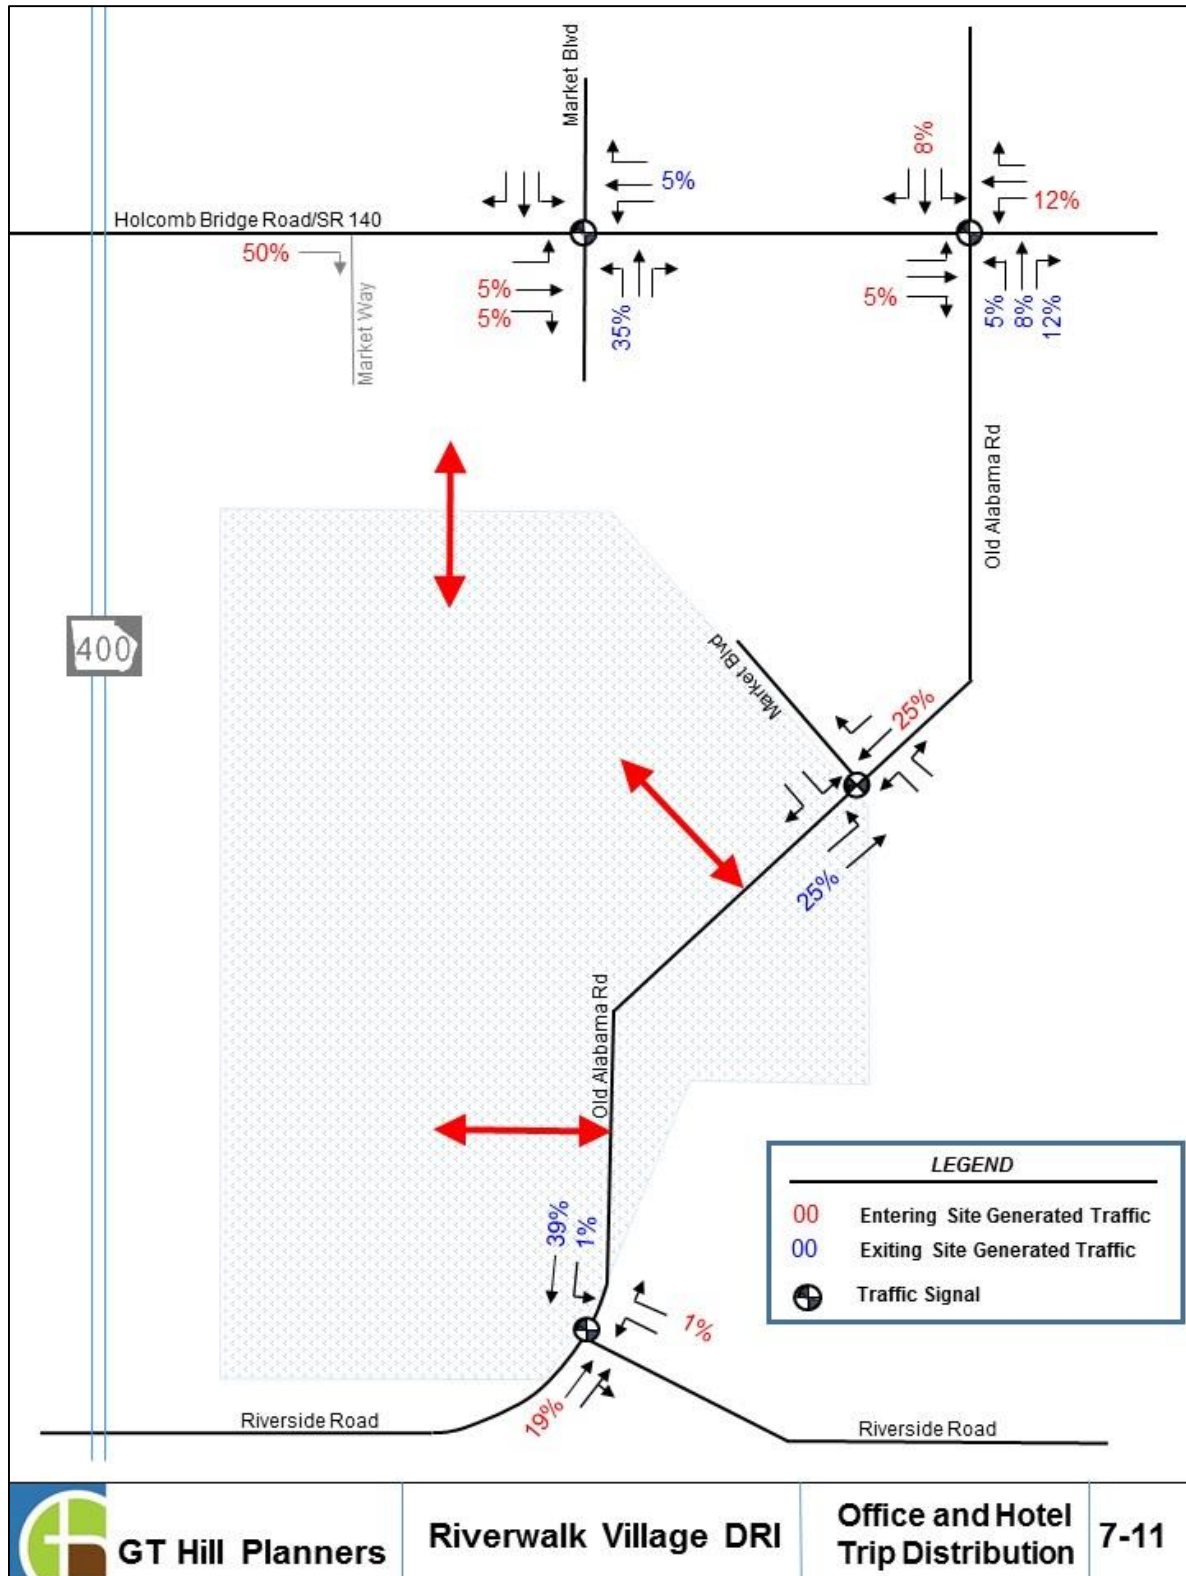 Market Blvd
8%
5%
12%
Holcomb Bridge Road/SR 140
50%
5%
5%
5%
35%
5%
8%
12%
Market Way
Old Alabama Rd
400
Market Blvd
25%
25%
Old Alabama Rd
39%
1%
1%
19%
LEGEND
00 Entering Site Generated Traffic
00 Exiting Site Generated Traffic
Traffic Signal
Riverside Road
Riverside Road
GT Hill Planners
Riverwalk Village DRI
Office and Hotel
Trip Distribution
7-11